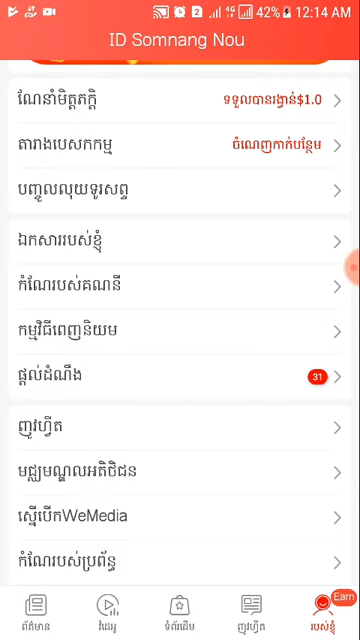 2 4G 42% 12:14 AM
ID Somnang Nou
ណែនាំមិត្តភក្ដិ ទទួលបានរង្វាន់$1.0
តារាងបេសកកម្ម ចំណេញកាក់បន្ថែម
បញ្ចូលលុយទូរសព្ទ
ឯកសាររបស់ខ្ញុំ
កំណែរបស់គណនី
កម្មវិធីពេញនិយម
ផ្ដល់ដំណឹង 31
ញូវហ្វីត
មជ្ឈមណ្ឌលអតិថិជន
ស្នើបើកWeMedia
កំណែរបស់ប្រព័ន្ធ
Earn
ព័ត៌មាន វីដេអូ ទំព័រដើម ញូវហ្វីត របស់ខ្ញុំ